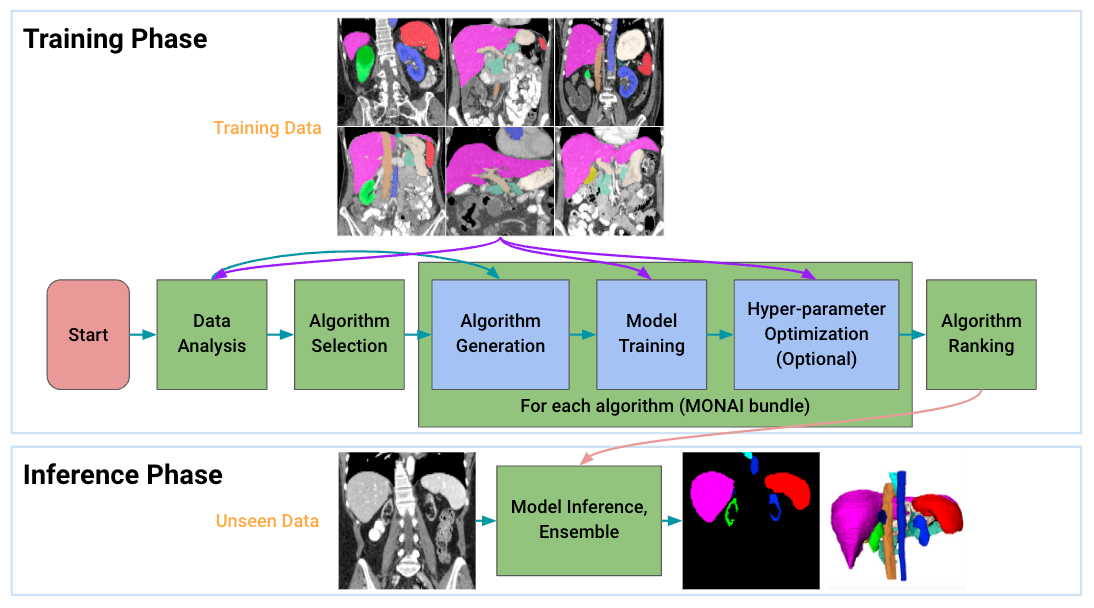 Training Phase
Training Data
Start
Data
Analysis
Algorithm
Selection
Algorithm
Generation
Model
Training
Hyper-parameter
Optimization
(Optional)
Algorithm
Ranking
For each algorithm (MONAI bundle)
Inference Phase
Unseen Data
Model Inference,
Ensemble